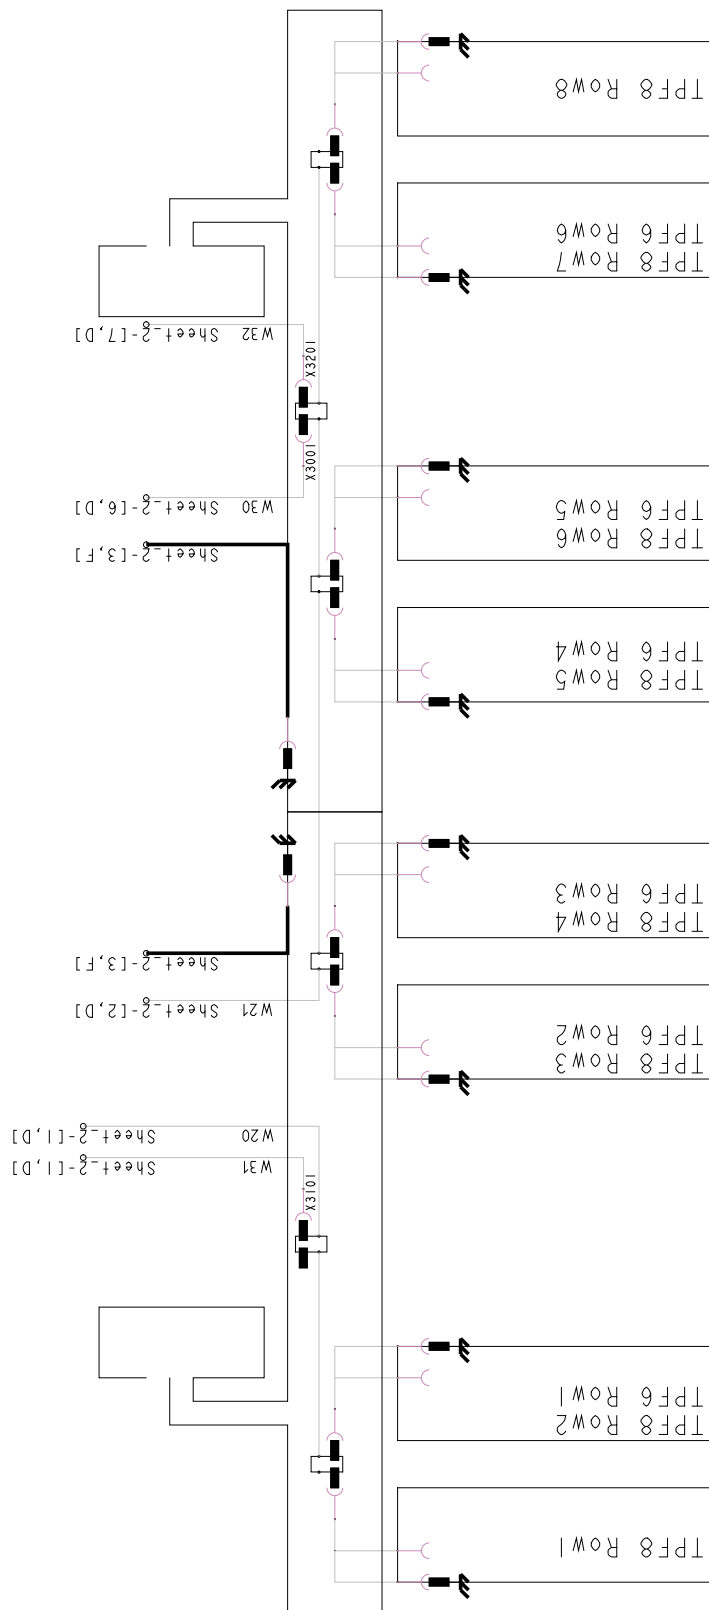 TPF8 Row1
TPF8 Row2
TPF6 Row1
X3101
W31 Sheet_2-[1,D]
W20 Sheet_2-[1,D]
TPF8 Row3
TPF6 Row2
W21 Sheet_2-[2,D]
Sheet_2-[3,F]
TPF8 Row4
TPF6 Row3
TPF8 Row5
TPF6 Row4
Sheet_2-[3,F]
TPF8 Row6
TPF6 Row5
W30 Sheet_2-[6,D]
X3001
X3201
W32 Sheet_2-[7,D]
TPF8 Row7
TPF6 Row6
TPF8 Row8